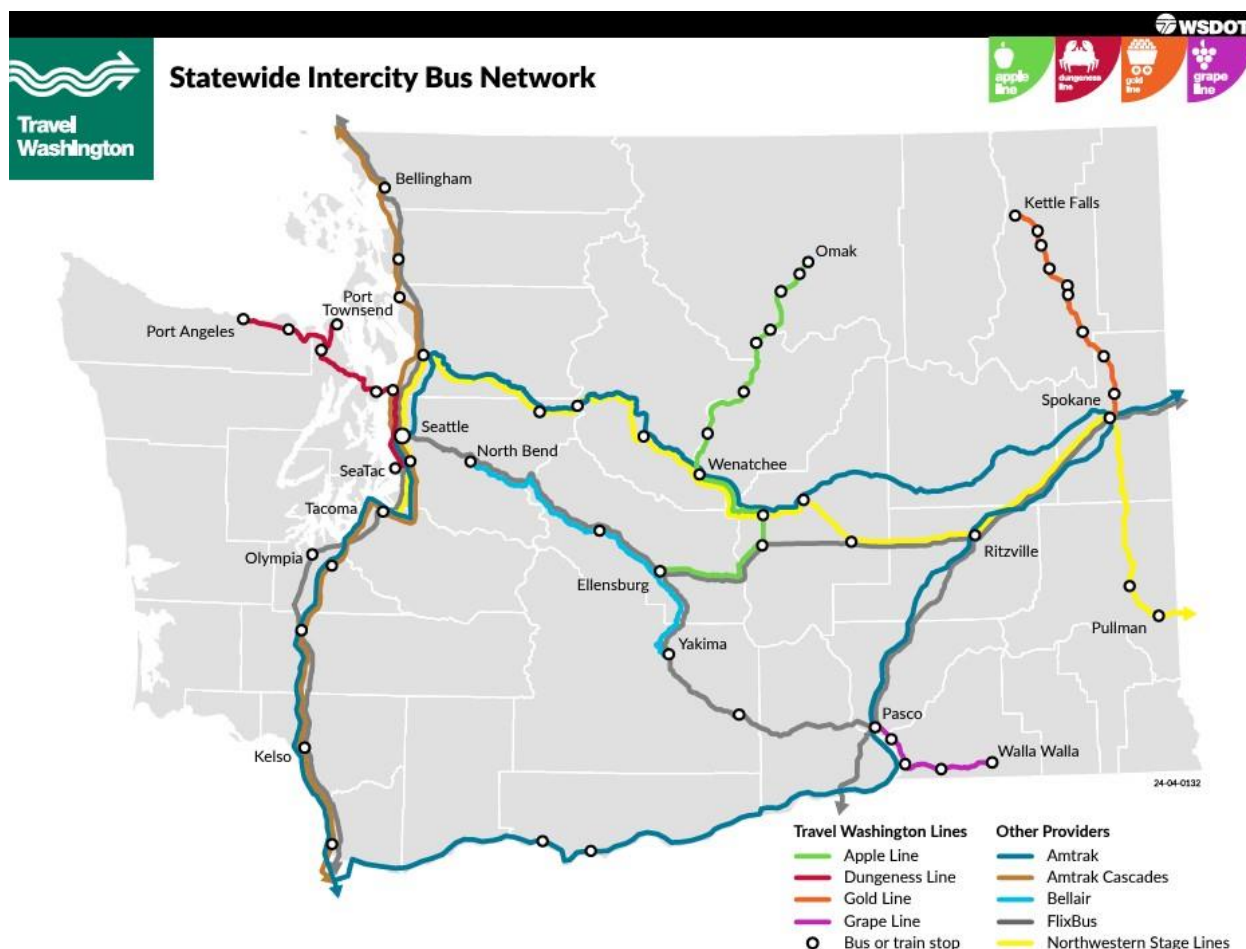 WSDOT
Travel
Washington
Statewide Intercity Bus Network
apple
line
dungeness
line
gold
line
grape
line
Bellingham
Kettle Falls
Omak
Port
Townsend
Port Angeles
Spokane
Seattle
North Bend
SeaTac
Wenatchee
Tacoma
Olympia
Ritzville
Ellensburg
Pullman
Yakima
Pasco
Kelso
Walla Walla
24-04-0132
Travel Washington Lines
Apple Line
Dungeness Line
Gold Line
Grape Line
Bus or train stop
Other Providers
Amtrak
Amtrak Cascades
Bellair
FlixBus
Northwestern Stage Lines